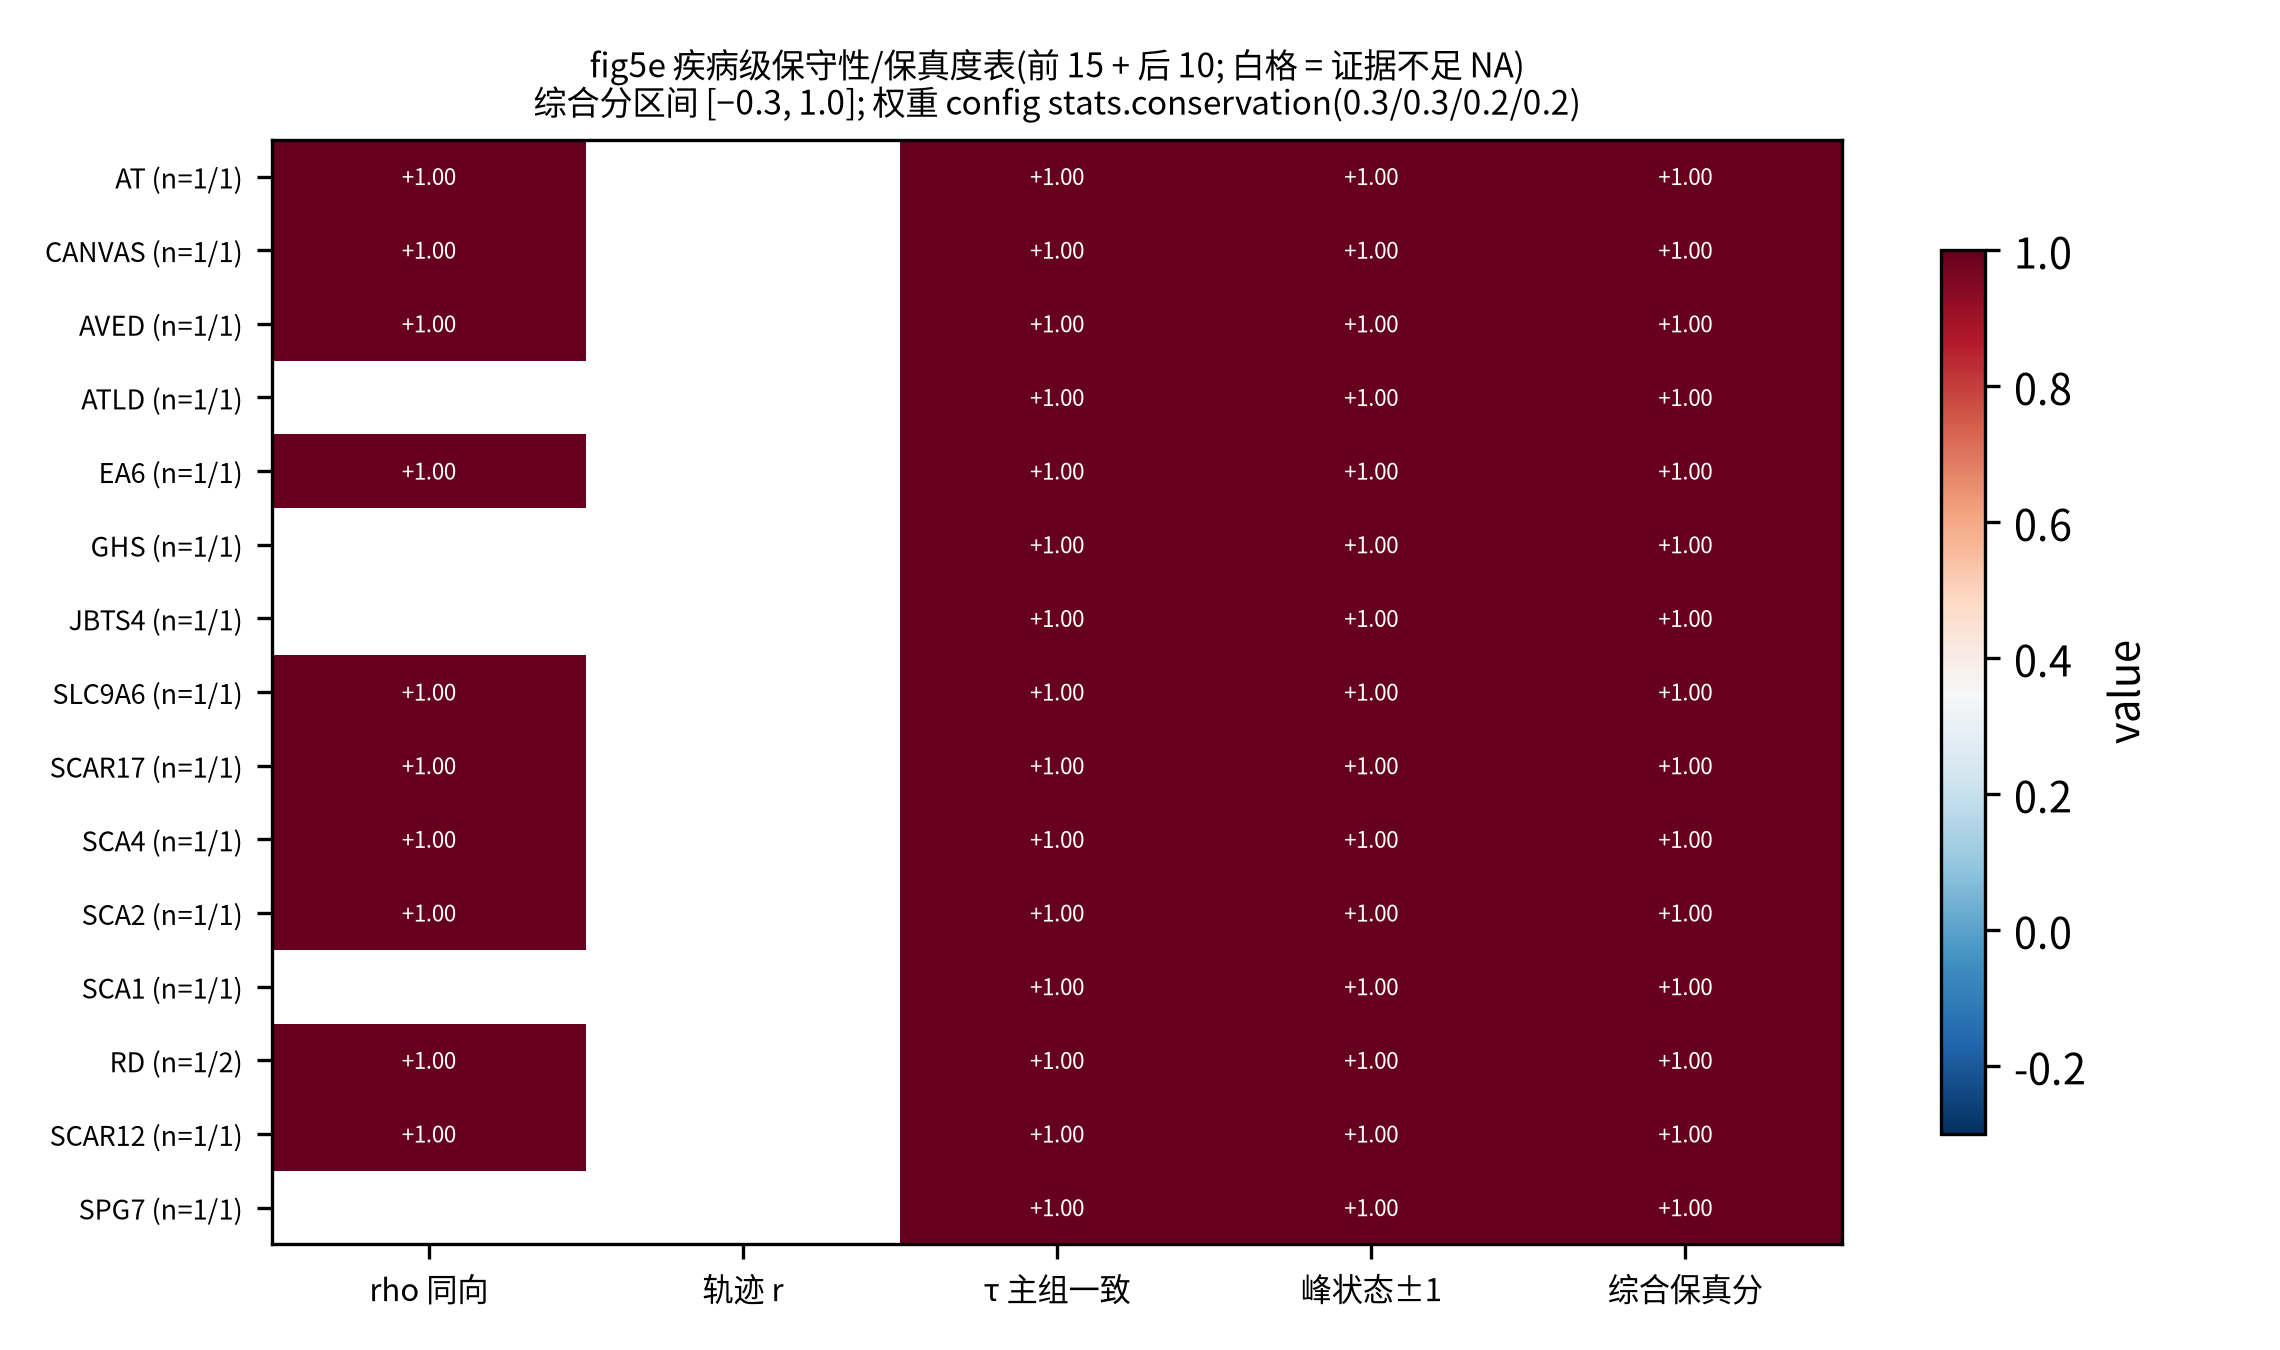 fig5e 疾病级保守性/保真度表(前 15 + 后 10; 白格 = 证据不足 NA)
综合分区间 [−0.3, 1.0]; 权重 config stats.conservation(0.3/0.3/0.2/0.2)
AT (n=1/1) +1.00 +1.00 +1.00 +1.00
CANVAS (n=1/1) +1.00 +1.00 +1.00 +1.00
AVED (n=1/1) +1.00 +1.00 +1.00 +1.00
ATLD (n=1/1) +1.00 +1.00 +1.00
EA6 (n=1/1) +1.00 +1.00 +1.00 +1.00
GHS (n=1/1) +1.00 +1.00 +1.00
JBTS4 (n=1/1) +1.00 +1.00 +1.00
SLC9A6 (n=1/1) +1.00 +1.00 +1.00 +1.00
SCAR17 (n=1/1) +1.00 +1.00 +1.00 +1.00
SCA4 (n=1/1) +1.00 +1.00 +1.00 +1.00
SCA2 (n=1/1) +1.00 +1.00 +1.00 +1.00
SCA1 (n=1/1) +1.00 +1.00 +1.00
RD (n=1/2) +1.00 +1.00 +1.00 +1.00
SCAR12 (n=1/1) +1.00 +1.00 +1.00 +1.00
SPG7 (n=1/1) +1.00 +1.00 +1.00
rho 同向 轨迹 r τ 主组一致 峰状态±1 综合保真分
1.0
0.8
0.6
0.4
0.2
0.0
-0.2
value